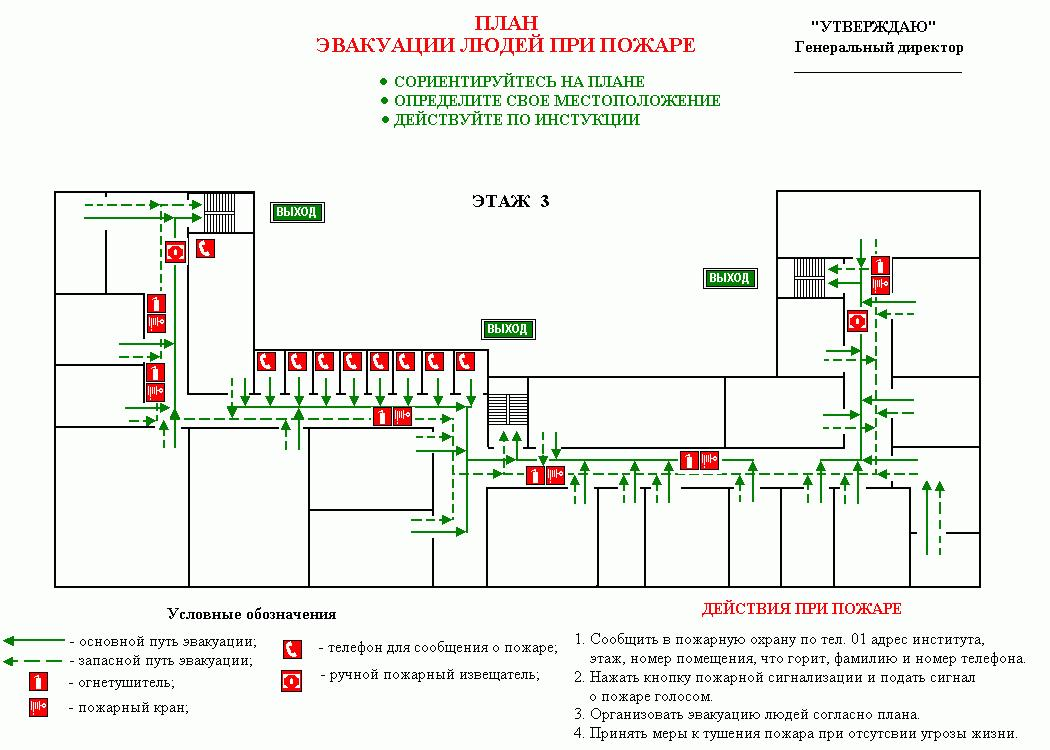 ПЛАН
ЭВАКУАЦИИ ЛЮДЕЙ ПРИ ПОЖАРЕ
"УТВЕРЖДАЮ"
Генеральный директор
● СОРИЕНТИРУЙТЕСЬ НА ПЛАНЕ
● ОПРЕДЕЛИТЕ СВОЕ МЕСТОПОЛОЖЕНИЕ
● ДЕЙСТВУЙТЕ ПО ИНСТУКЦИИ
ЭТАЖ 3
ВЫХОД
ВЫХОД
ВЫХОД
Условные обозначения
- основной путь эвакуации;
- запасной путь эвакуации;
- огнетушитель;
- пожарный кран;
- телефон для сообщения о пожаре;
- ручной пожарный извещатель;
ДЕЙСТВИЯ ПРИ ПОЖАРЕ
1. Сообщить в пожарную охрану по тел. 01 адрес института,
этаж, номер помещения, что горит, фамилию и номер телефона.
2. Нажать кнопку пожарной сигнализации и подать сигнал
о пожаре голосом.
3. Организовать эвакуацию людей согласно плана.
4. Принять меры к тушения пожара при отсутсвии угрозы жизни.